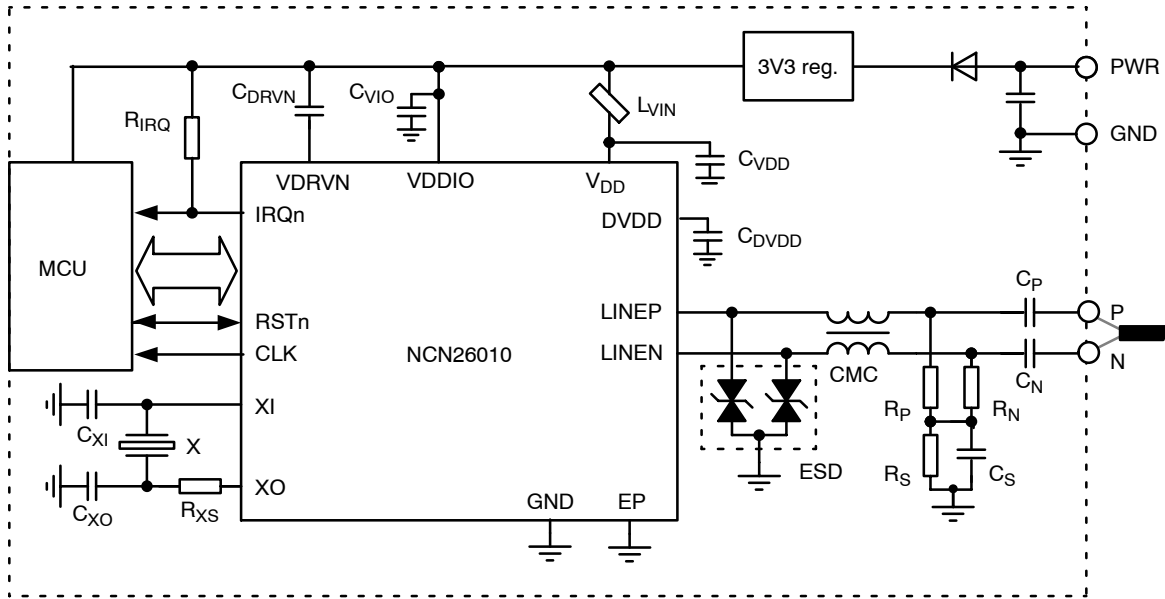 3V3 reg.
PWR
GND
CDRVN
CVIO
LVIN
RIRQ
CVDD
VDRVN
VDDIO
VDD
IRQn
DVDD
CDVDD
MCU
CP
LINEP
P
RSTn
CLK
NCN26010
LINEN
N
CMC
CN
XI
RP
RN
CXI
X
ESD
RS
CS
XO
GND
EP
CXO
RXS